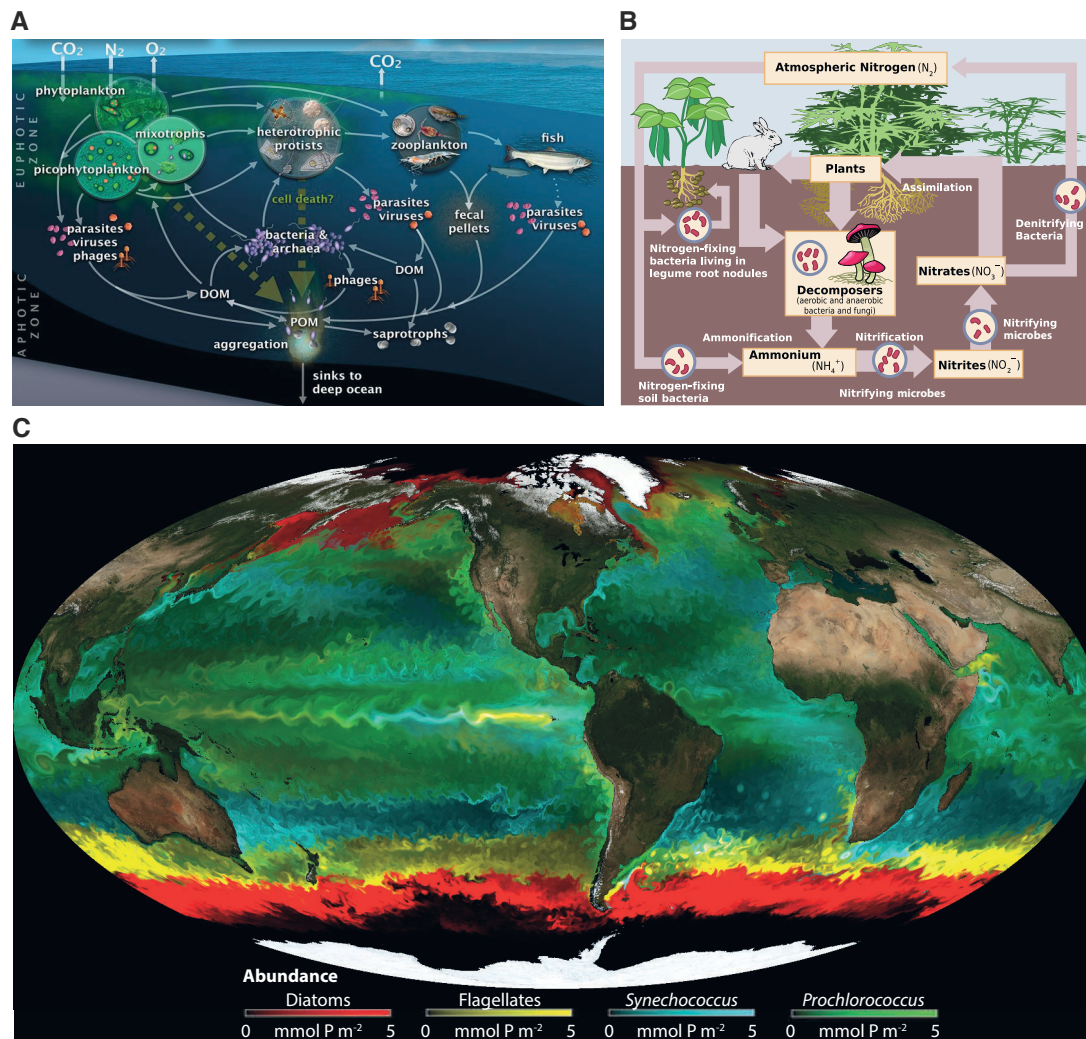 A
CO₂ N₂ O₂
CO₂
phytoplankton
mixotrophs
picophytoplankton
heterotrophic
protists
zooplankton
fish
EUPHOTIC
ZONE
cell death?
parasites
viruses
fecal
pellets
parasites
viruses
parasites
viruses
phages
bacteria &
archaea
DOM
phages
DOM
POM
saprotrophs
aggregation
APHOTIC
ZONE
sinks to
deep ocean
B
Atmospheric Nitrogen (N₂)
Plants
Assimilation
Denitrifying
Bacteria
Nitrogen-fixing
bacteria living in
legume root nodules
Decomposers
(aerobic and anaerobic
bacteria and fungi)
Nitrates (NO₃⁻)
Nitrifying
microbes
Ammonification
Nitrification
Ammonium
(NH₄⁺)
Nitrites (NO₂⁻)
Nitrogen-fixing
soil bacteria
Nitrifying microbes
C
Abundance
Diatoms Flagellates Synechococcus Prochlorococcus
0 mmol P m⁻² 5 0 mmol P m⁻² 5 0 mmol P m⁻² 5 0 mmol P m⁻² 5